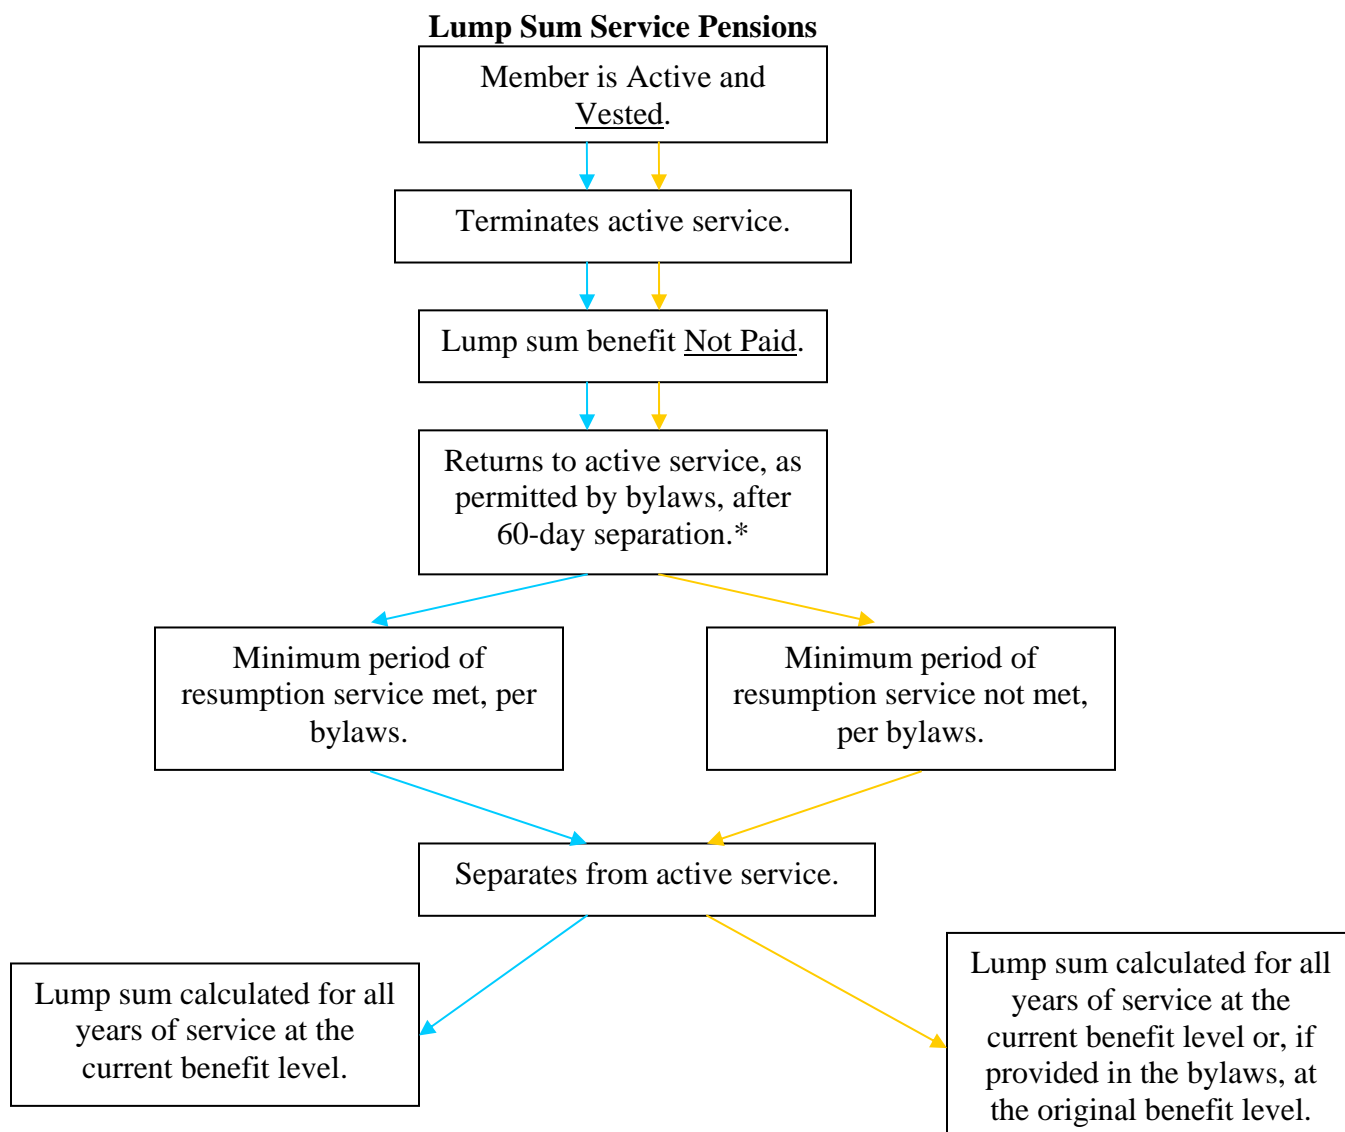 Lump Sum Service Pensions
Member is Active and
Vested.
Terminates active service.
Lump sum benefit Not Paid.
Returns to active service, as
permitted by bylaws, after
60-day separation.*
Minimum period of
resumption service met, per
bylaws.
Minimum period of
resumption service not met,
per bylaws.
Separates from active service.
Lump sum calculated for all
years of service at the
current benefit level.
Lump sum calculated for all
years of service at the
current benefit level or, if
provided in the bylaws, at
the original benefit level.